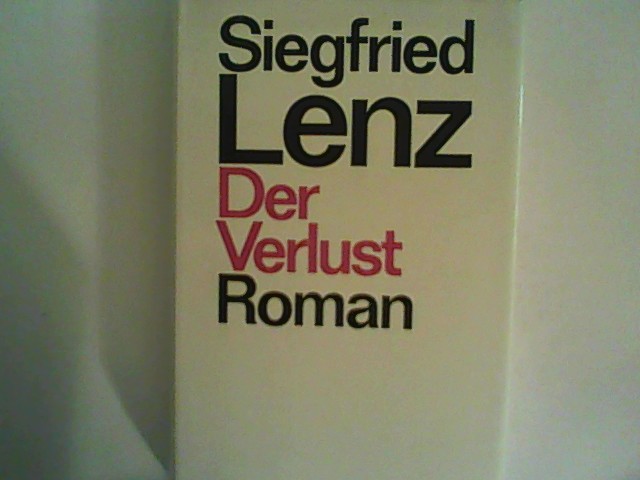 Siegfried
Lenz
Der
Verlust
Roman